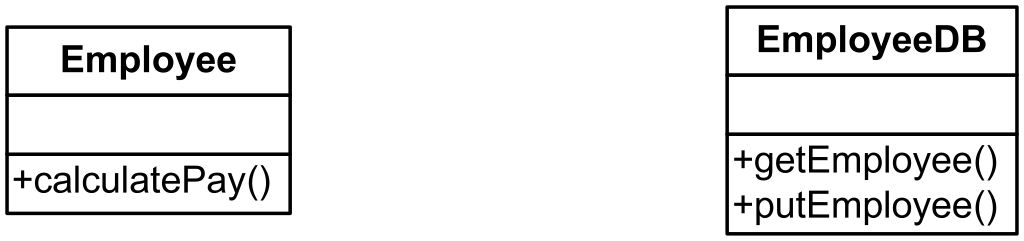 Employee
+calculatePay()
EmployeeDB
+getEmployee()
+putEmployee()